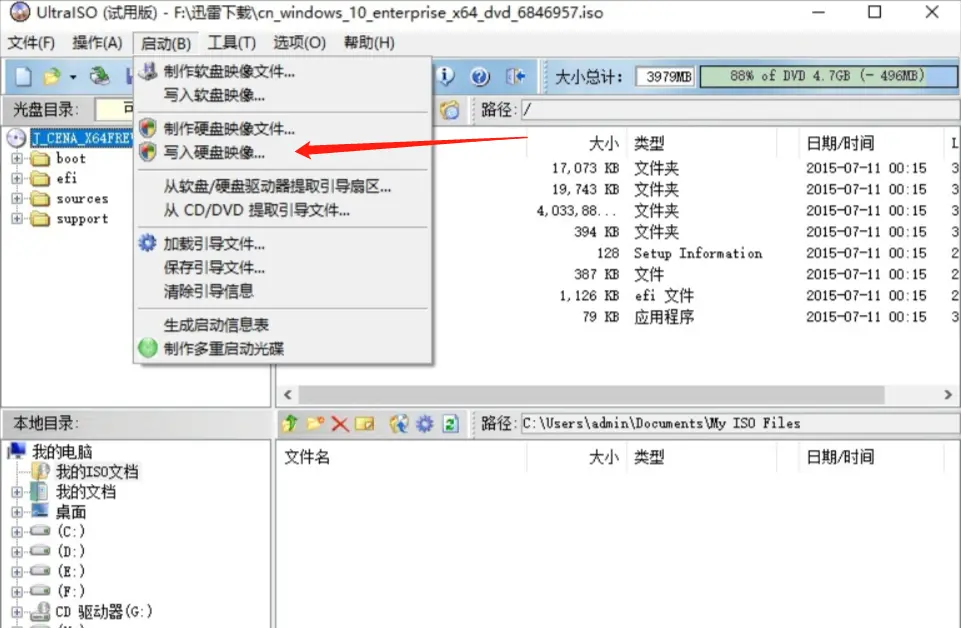 UltraISO (试用版) - F:\迅雷下载\cn_windows_10_enterprise_x64_dvd_6846957.iso
文件(F) 操作(A) 启动(B) 工具(T) 选项(O) 帮助(H)
大小总计: 3979MB 88% of DVD 4.7GB (- 496MB)
光盘目录: 可 路径: /
制作软盘映像文件...
写入软盘映像...
制作硬盘映像文件...
写入硬盘映像...
从软盘/硬盘驱动器提取引导扇区...
从 CD/DVD 提取引导文件...
加载引导文件...
保存引导文件...
清除引导信息
生成启动信息表
制作多重启动光碟
J_CENA_X64FREV
boot
efi
sources
support
大小 类型 日期/时间 L
17,073 KB 文件夹 2015-07-11 00:15 3
19,743 KB 文件夹 2015-07-11 00:15 3
4,033,88... 文件夹 2015-07-11 00:15 3
394 KB 文件夹 2015-07-11 00:15 3
128 Setup Information 2015-07-11 00:15 2
387 KB 文件 2015-07-11 00:15 2
1,126 KB efi 文件 2015-07-11 00:15 2
79 KB 应用程序 2015-07-11 00:15 3
本地目录: 路径: C:\Users\admin\Documents\My ISO Files
我的电脑
我的ISO文档
我的文档
桌面
(C:)
(D:)
(E:)
(F:)
CD 驱动器(G:)
文件名 大小 类型 日期/时间